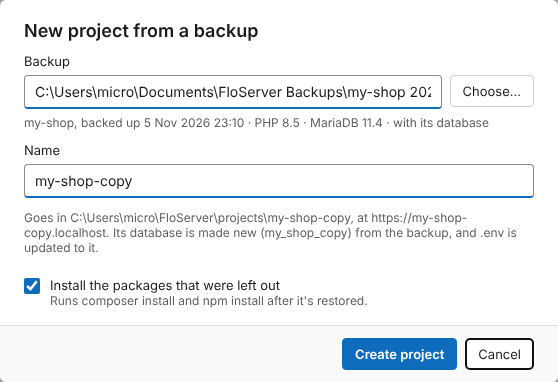 New project from a backup
Backup
C:\Users\micro\Documents\FloServer Backups\my-shop 202
Choose...
my-shop, backed up 5 Nov 2026 23:10 · PHP 8.5 · MariaDB 11.4 · with its database
Name
my-shop-copy
Goes in C:\Users\micro\FloServer\projects\my-shop-copy, at https://my-shop-
copy.localhost. Its database is made new (my_shop_copy) from the backup, and .env is
updated to it.
Install the packages that were left out
Runs composer install and npm install after it's restored.
Create project
Cancel